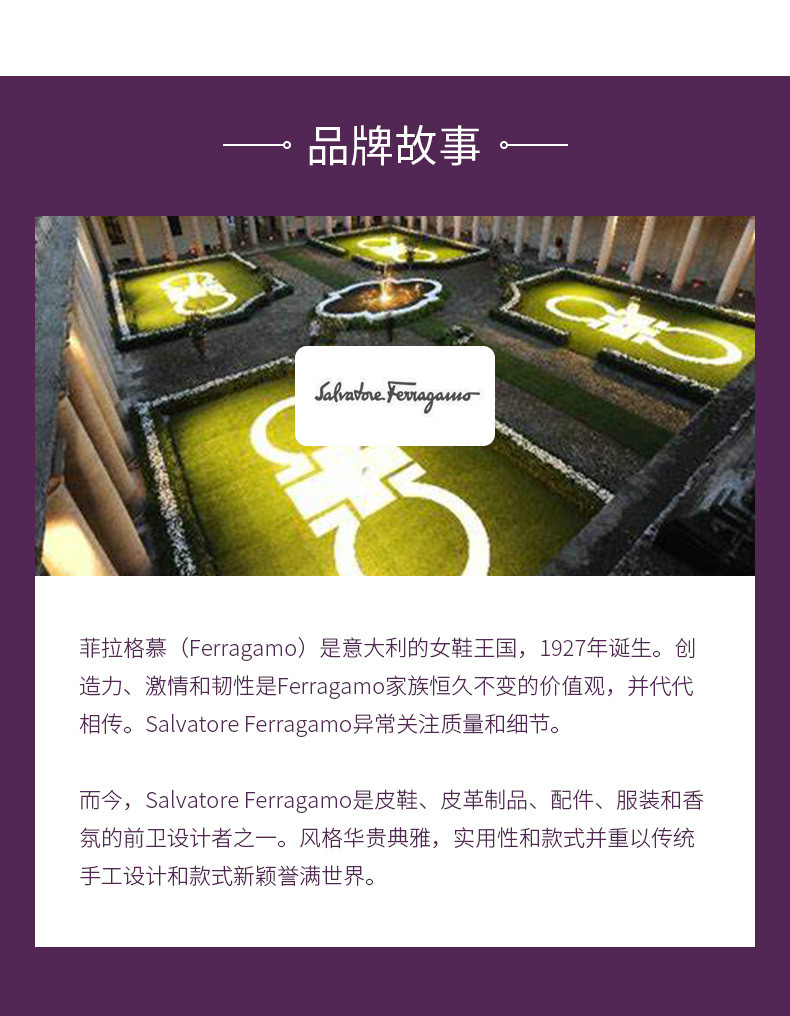 品牌故事
Salvatore Ferragamo
菲拉格慕（Ferragamo）是意大利的女鞋王国，1927年诞生。创
造力、激情和韧性是Ferragamo家族恒久不变的价值观，并代代
相传。Salvatore Ferragamo异常关注质量和细节。
而今，Salvatore Ferragamo是皮鞋、皮革制品、配件、服装和香
氛的前卫设计者之一。风格华贵典雅，实用性和款式并重以传统
手工设计和款式新颖誉满世界。